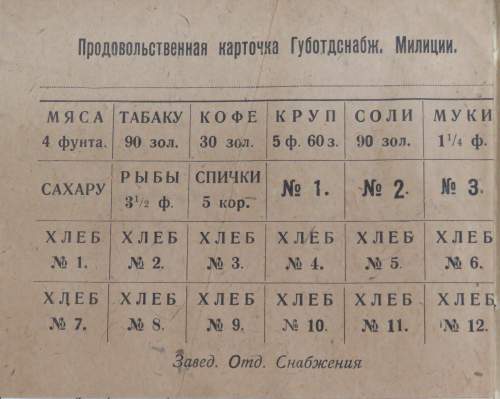 Продовольственная карточка Губотдснабж. Милиции.
МЯСА ТАБАКУ КОФЕ КРУП СОЛИ МУКИ
4 фунта. 90 зол. 30 зол. 5 ф. 60 з. 90 зол. 1¼ ф.
САХАРУ РЫБЫ СПИЧКИ № 1. № 2. № 3.
3½ ф. 5 кор.
ХЛЕБ ХЛЕБ ХЛЕБ ХЛЕБ ХЛЕБ ХЛЕБ
№ 1. № 2. № 3. № 4. № 5. № 6.
ХЛЕБ ХЛЕБ ХЛЕБ ХЛЕБ ХЛЕБ ХЛЕБ
№ 7. № 8. № 9. № 10. № 11. № 12.
Завед. Отд. Снабжения